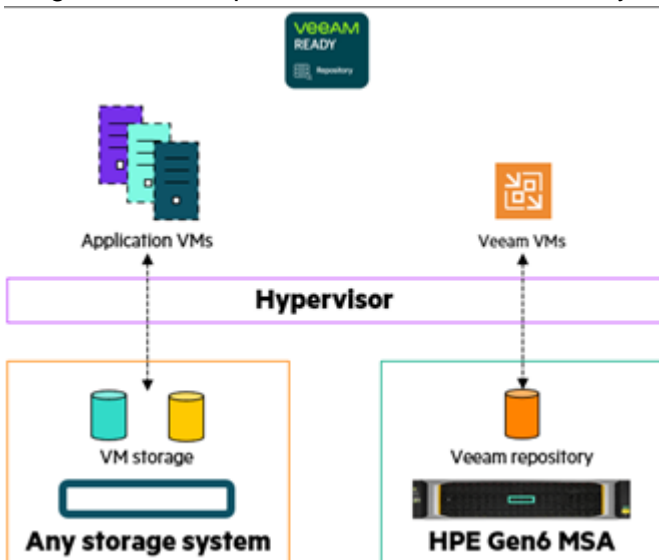 veeAM
READY
Repository
Application VMs
Veeam VMs
Hypervisor
VM storage
Veeam repository
Any storage system
HPE Gen6 MSA